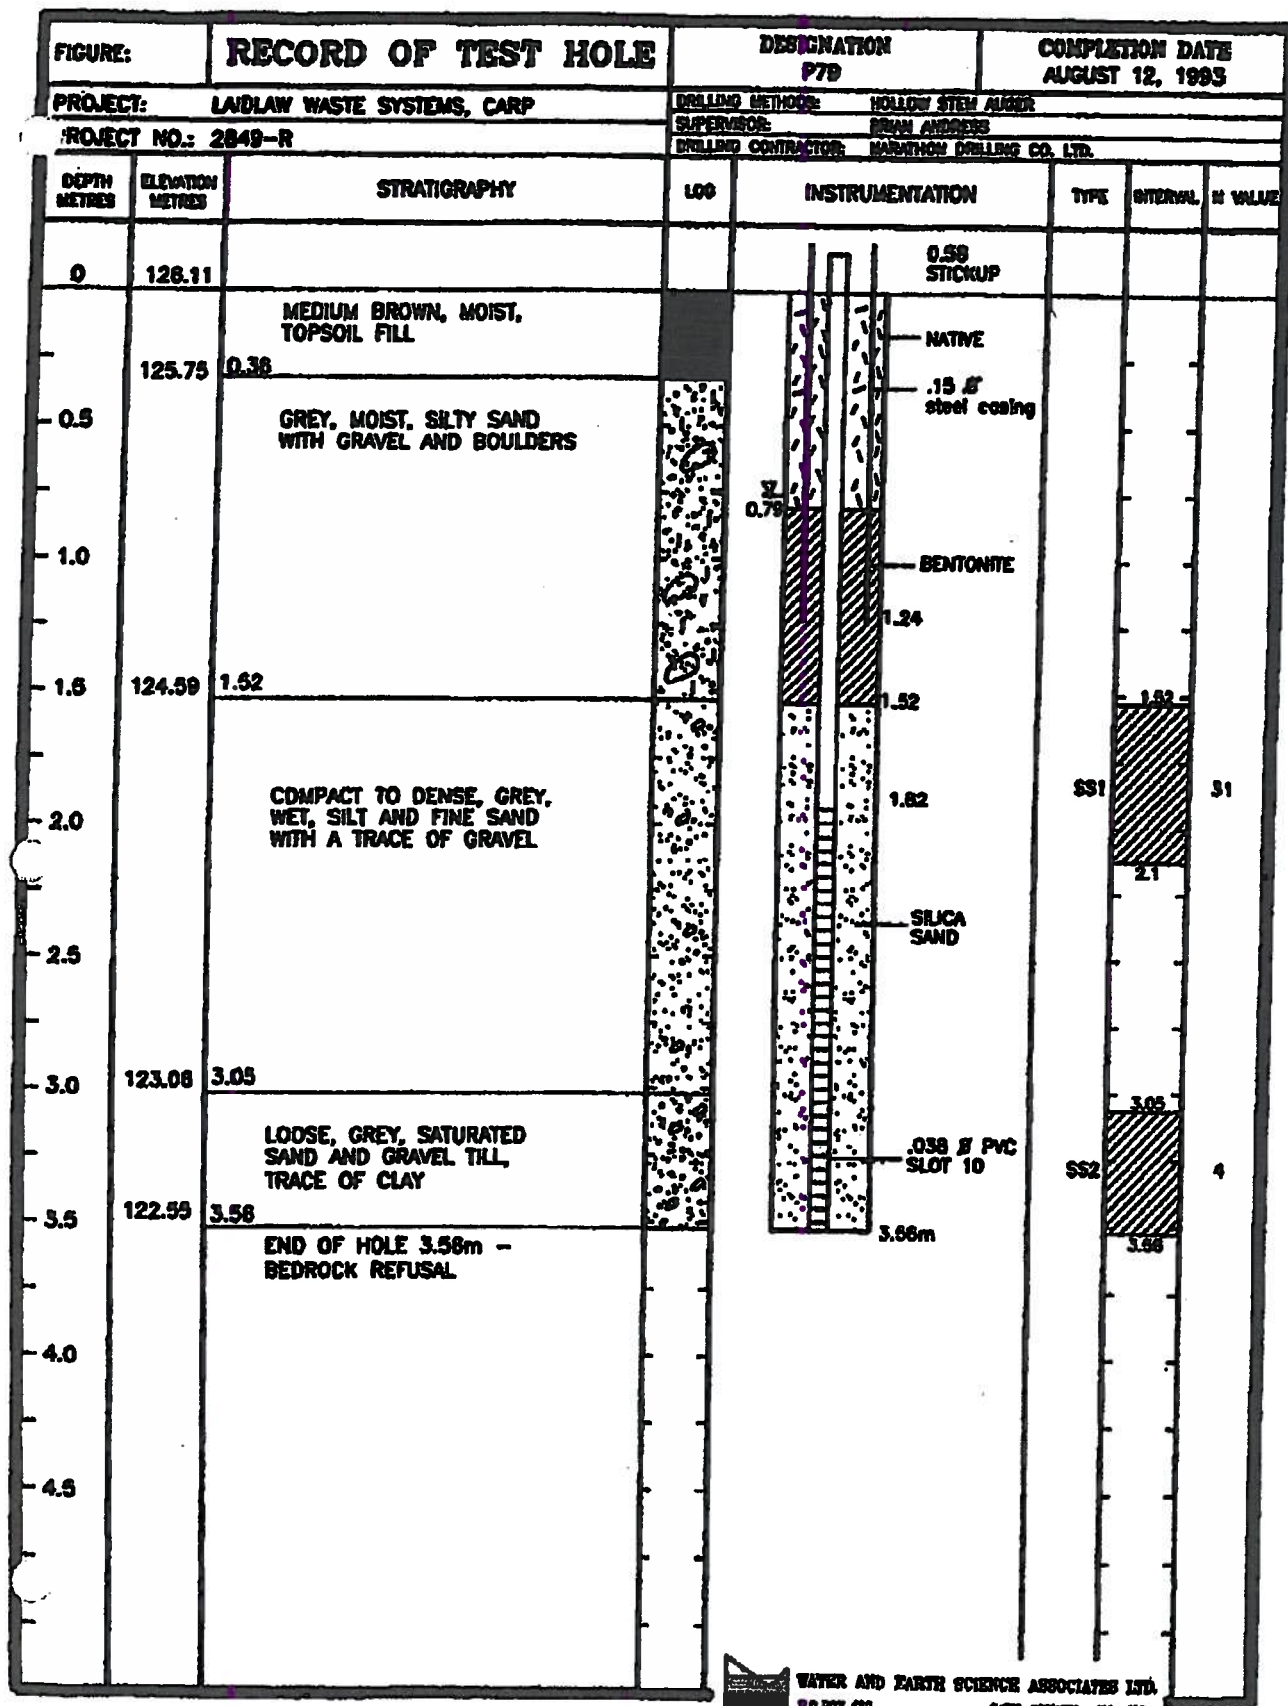 FIGURE:
RECORD OF TEST HOLE
DESIGNATION
P79
COMPLETION DATE
AUGUST 12, 1993
PROJECT: LAIDLAW WASTE SYSTEMS, CARP
PROJECT NO.: 2849-R
DRILLING METHODS: HOLLOW STEM AUGER
SUPERVISOR: BRIAN ANDRESS
DRILLING CONTRACTOR: MARATHON DRILLING CO. LTD.
DEPTH METRES
ELEVATION METRES
STRATIGRAPHY
LOG
INSTRUMENTATION
TYPE
INTERVAL
N VALUE
0.58
STICKUP
0 126.11
MEDIUM BROWN, MOIST,
TOPSOIL FILL
NATIVE
125.75 0.36
.15 Ø
steel casing
0.5
GREY, MOIST, SILTY SAND
WITH GRAVEL AND BOULDERS
0.79
1.0
BENTONITE
1.24
1.5 124.59 1.52
1.52
1.52
COMPACT TO DENSE, GREY,
WET, SILT AND FINE SAND
WITH A TRACE OF GRAVEL
1.82
SS1 31
2.0
2.1
SILICA
SAND
2.5
3.0 123.06 3.05
3.05
LOOSE, GREY, SATURATED
SAND AND GRAVEL TILL,
TRACE OF CLAY
.038 Ø PVC
SLOT 10
SS2 4
3.5 122.55 3.56
3.56m
3.56
END OF HOLE 3.56m -
BEDROCK REFUSAL
4.0
4.5
WATER AND EARTH SCIENCE ASSOCIATES LTD.